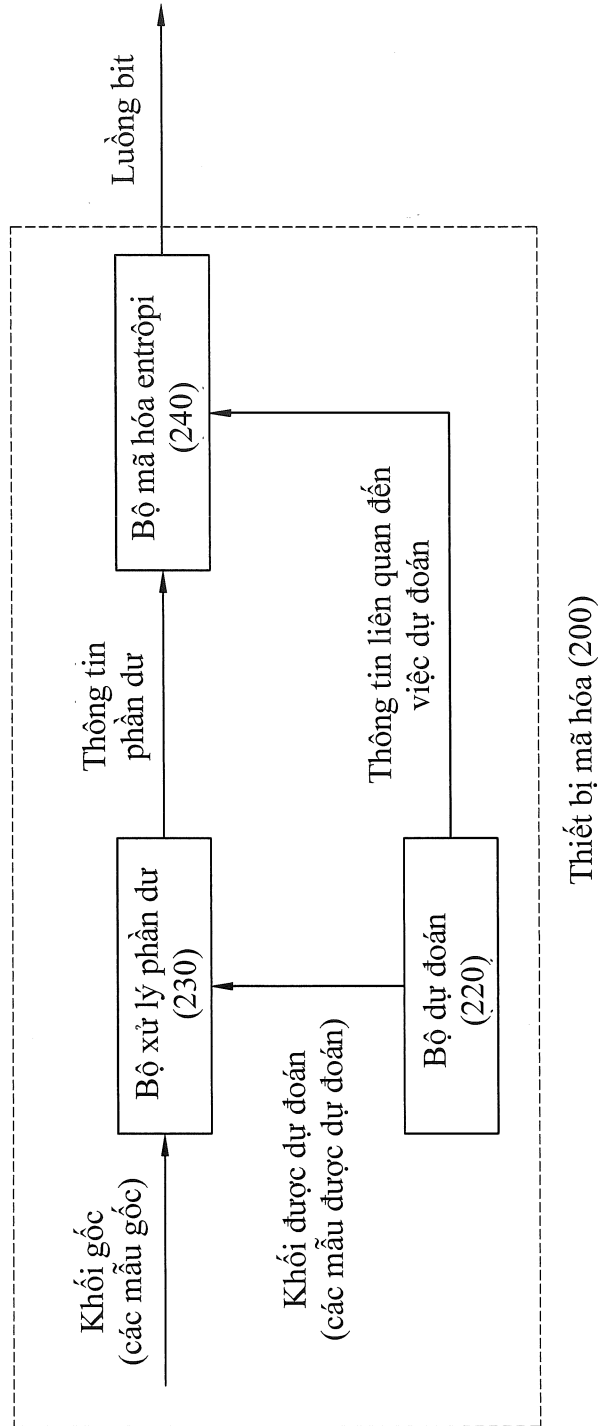 Khối gốc
(các mẫu gốc)
Bộ xử lý phần dư
(230)
Thông tin
phần dư
Bộ mã hóa entrôpi
(240)
Luồng bit
Khối được dự đoán
(các mẫu được dự đoán)
Bộ dự đoán
(220)
Thông tin liên quan đến
việc dự đoán
Thiết bị mã hóa (200)